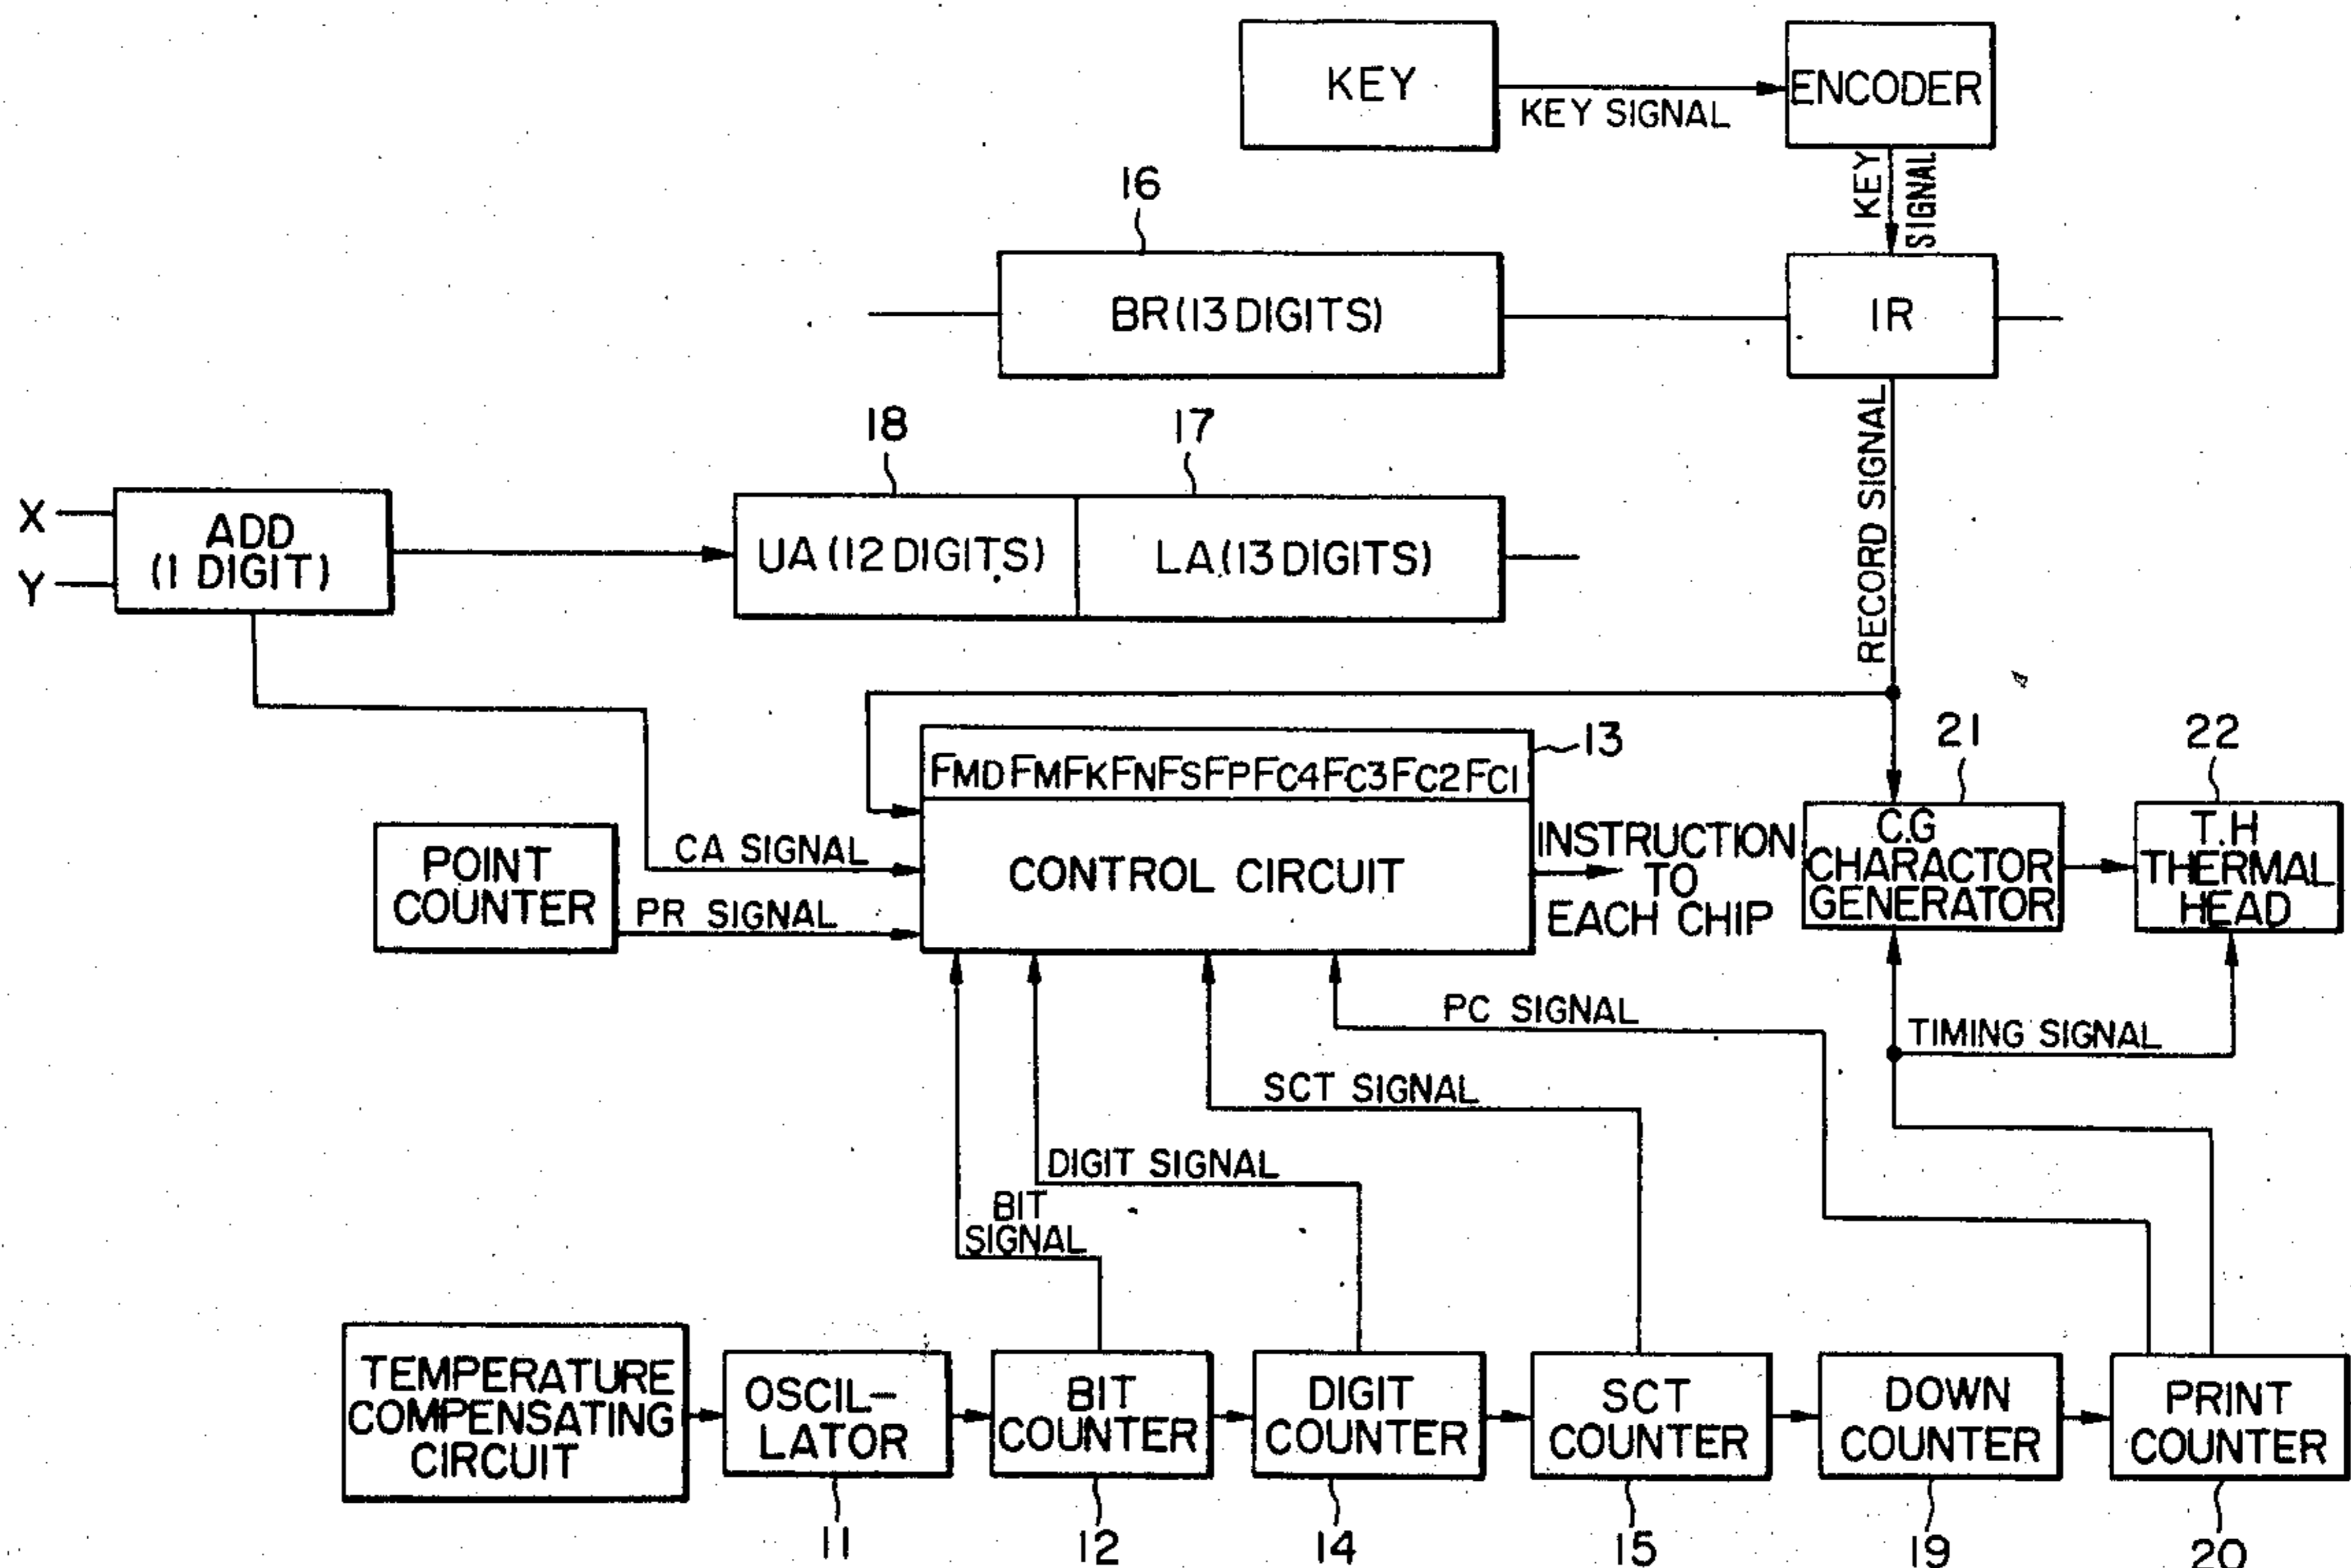 KEY
KEY SIGNAL
ENCODER
KEY
SIGNAL
16
BR(13 DIGITS)
IR
18
17
RECORD SIGNAL
X
Y
ADD
(1 DIGIT)
UA(12 DIGITS)
LA(13 DIGITS)
13
21
22
FMD FM FK FN FS FP FC4 FC3 FC2 FC1
CONTROL CIRCUIT
CA SIGNAL
POINT
COUNTER
PR SIGNAL
INSTRUCTION
TO
EACH CHIP
C.G
CHARACTOR
GENERATOR
T.H
THERMAL
HEAD
PC SIGNAL
TIMING SIGNAL
SCT SIGNAL
DIGIT SIGNAL
BIT
SIGNAL
TEMPERATURE
COMPENSATING
CIRCUIT
OSCIL-
LATOR
BIT
COUNTER
DIGIT
COUNTER
SCT
COUNTER
DOWN
COUNTER
PRINT
COUNTER
11
12
14
15
19
20